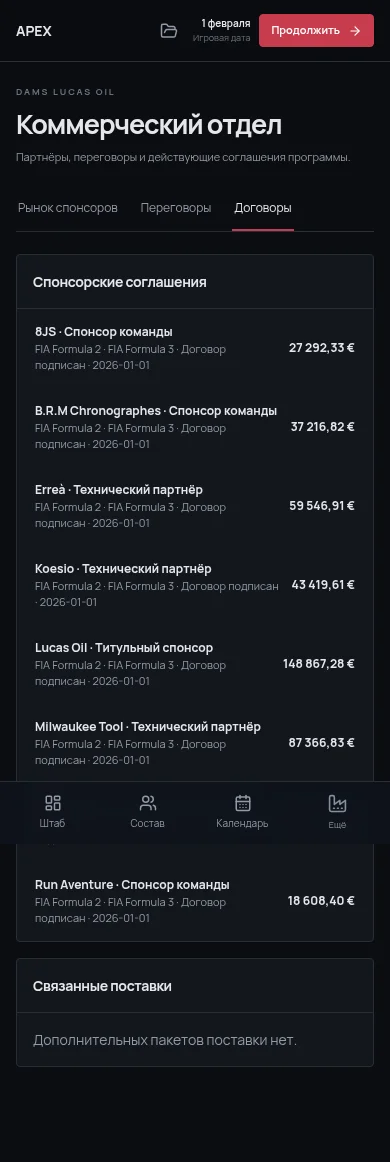 APEX
1 февраля
Игровая дата
Продолжить
DAMS LUCAS OIL
Коммерческий отдел
Партнёры, переговоры и действующие соглашения программы.
Рынок спонсоров
Переговоры
Договоры
Спонсорские соглашения
8JS · Спонсор команды
FIA Formula 2 · FIA Formula 3 · Договор
подписан · 2026-01-01
27 292,33 €
B.R.M Chronographes · Спонсор команды
FIA Formula 2 · FIA Formula 3 · Договор
подписан · 2026-01-01
37 216,82 €
Erreà · Технический партнёр
FIA Formula 2 · FIA Formula 3 · Договор
подписан · 2026-01-01
59 546,91 €
Koesio · Технический партнёр
FIA Formula 2 · FIA Formula 3 · Договор подписан
· 2026-01-01
43 419,61 €
Lucas Oil · Титульный спонсор
FIA Formula 2 · FIA Formula 3 · Договор
подписан · 2026-01-01
148 867,28 €
Milwaukee Tool · Технический партнёр
FIA Formula 2 · FIA Formula 3 · Договор
подписан · 2026-01-01
87 366,83 €
Штаб
Состав
Календарь
Ещё
Run Aventure · Спонсор команды
FIA Formula 2 · FIA Formula 3 · Договор
подписан · 2026-01-01
18 608,40 €
Связанные поставки
Дополнительных пакетов поставки нет.